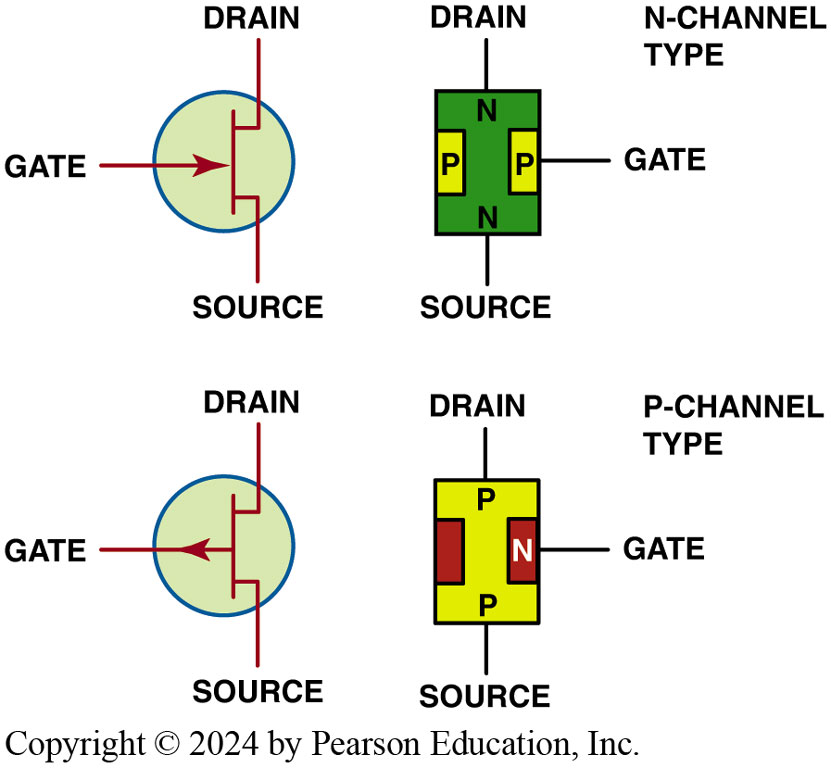 DRAIN
GATE
SOURCE
DRAIN
N
P
P
N
GATE
SOURCE
N-CHANNEL
TYPE
DRAIN
GATE
SOURCE
DRAIN
P
N
P
GATE
SOURCE
P-CHANNEL
TYPE
Copyright © 2024 by Pearson Education, Inc.